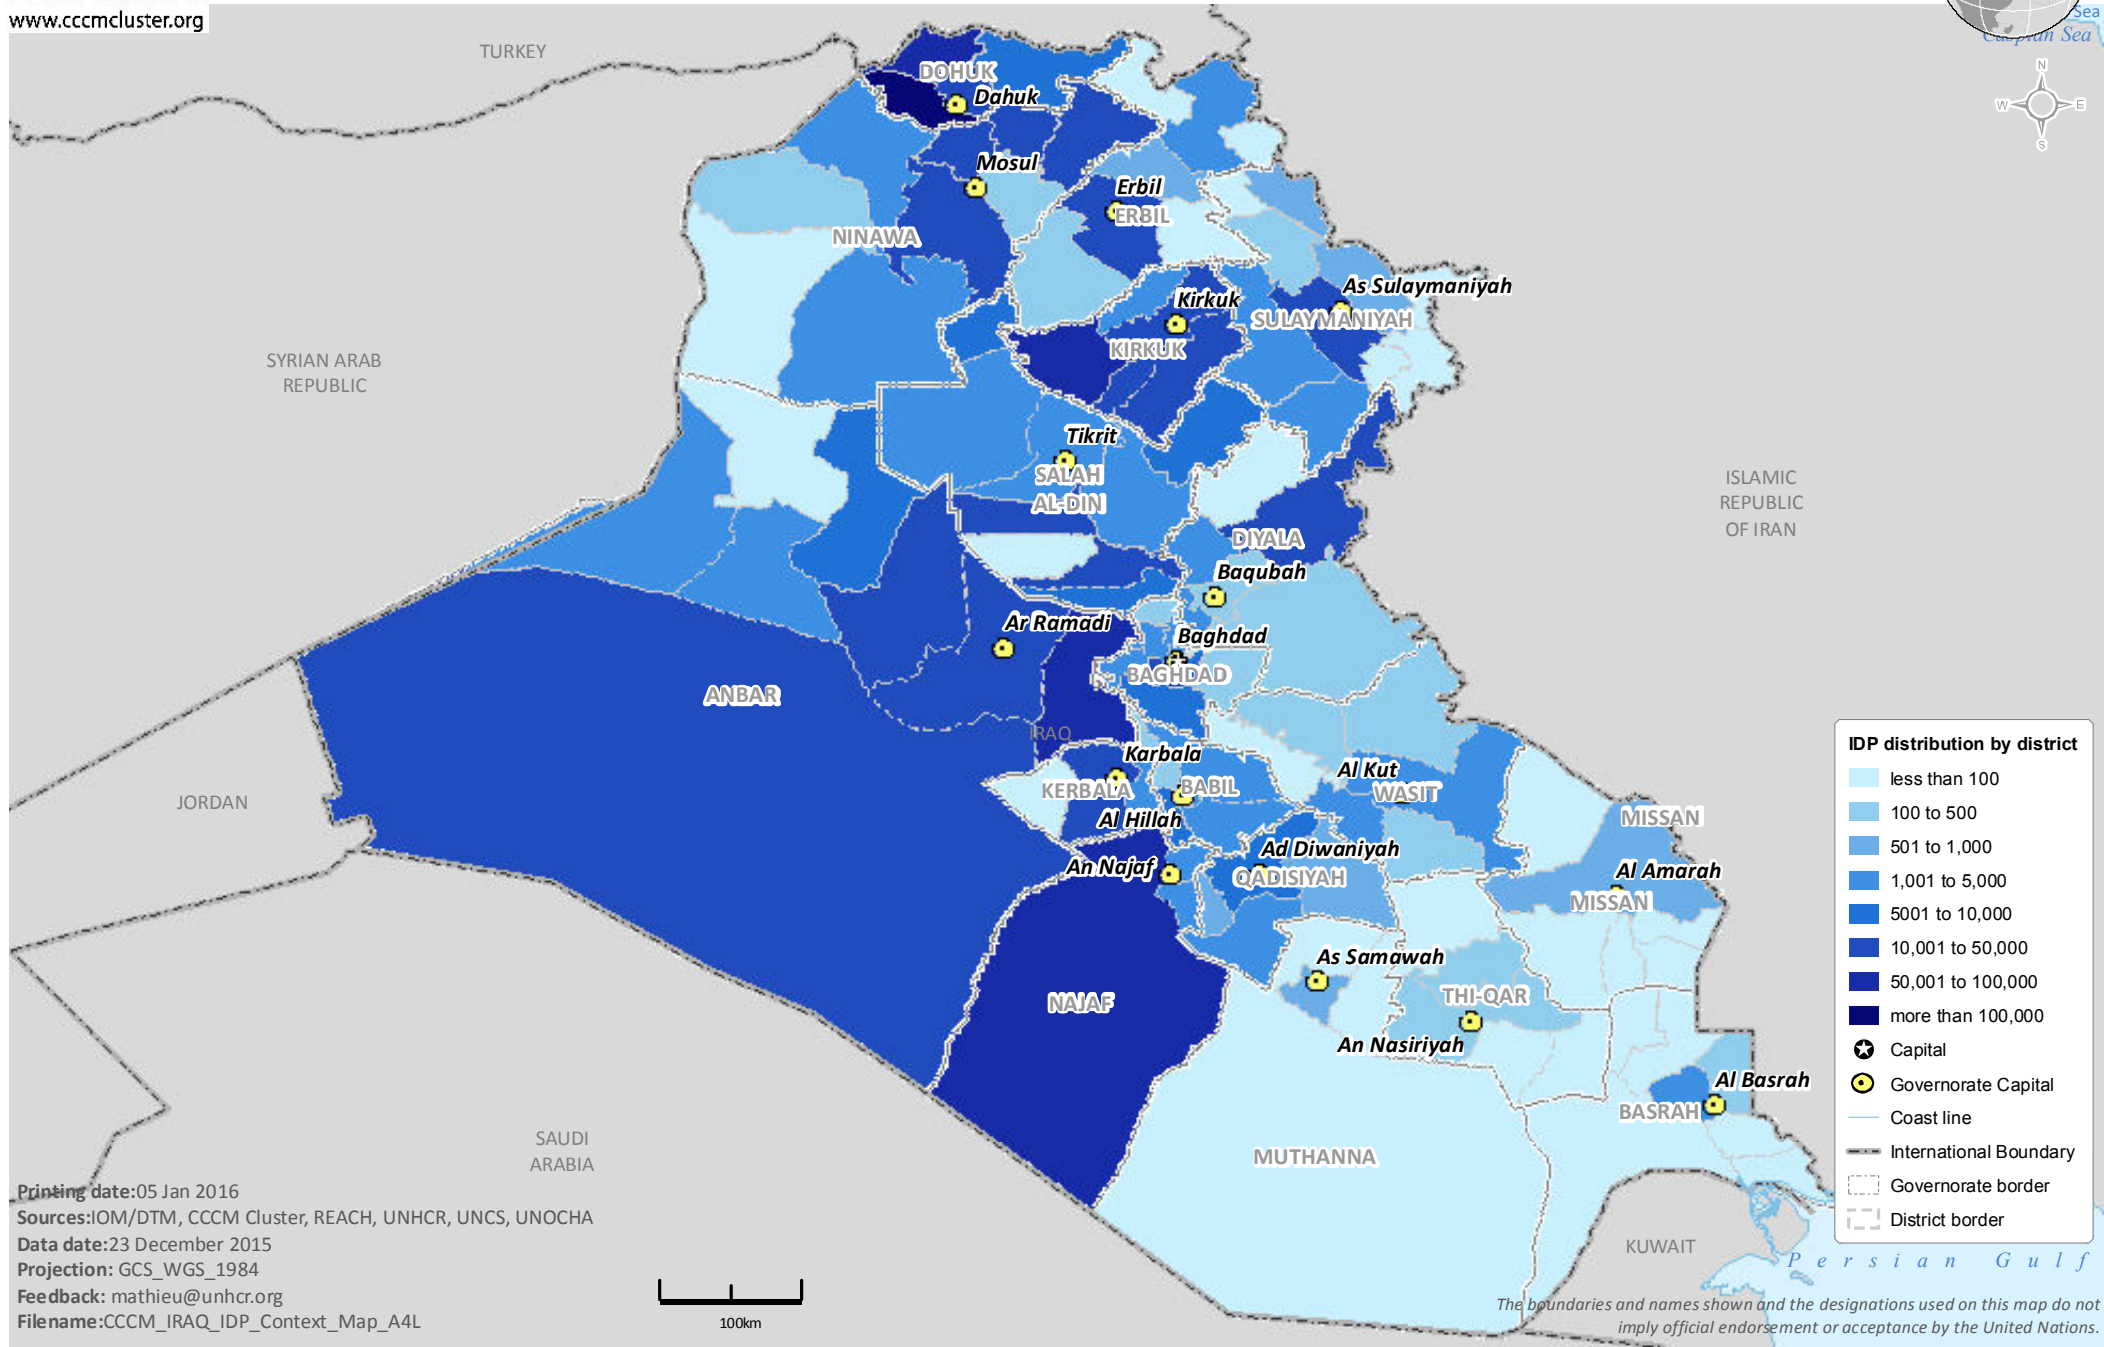 www.cccmcluster.org
Sea
Caspian Sea
N
W
E
S
TURKEY
DOHUK
Dahuk
Mosul
Erbil
ERBIL
NINAWA
As Sulaymaniyah
Kirkuk
SULAYMANIYAH
KIRKUK
SYRIAN ARAB
REPUBLIC
Tikrit
SALAH
AL-DIN
ISLAMIC
REPUBLIC
OF IRAN
DIYALA
Baqubah
Ar Ramadi
Baghdad
BAGHDAD
ANBAR
IRAQ
Karbala
KERBALA
BABIL
Al Kut
WASIT
JORDAN
Al Hillah
MISSAN
Ad Diwaniyah
An Najaf
QADISIYAH
Al Amarah
MISSAN
As Samawah
NAJAF
THI-QAR
An Nasiriyah
Al Basrah
BASRAH
SAUDI
ARABIA
MUTHANNA
KUWAIT
Persian Gulf
IDP distribution by district
less than 100
100 to 500
501 to 1,000
1,001 to 5,000
5001 to 10,000
10,001 to 50,000
50,001 to 100,000
more than 100,000
Capital
Governorate Capital
Coast line
International Boundary
Governorate border
District border
Printing date:05 Jan 2016
Sources:IOM/DTM, CCCM Cluster, REACH, UNHCR, UNCS, UNOCHA
Data date:23 December 2015
Projection: GCS_WGS_1984
Feedback: mathieu@unhcr.org
Filename:CCCM_IRAQ_IDP_Context_Map_A4L
100km
The boundaries and names shown and the designations used on this map do not
imply official endorsement or acceptance by the United Nations.